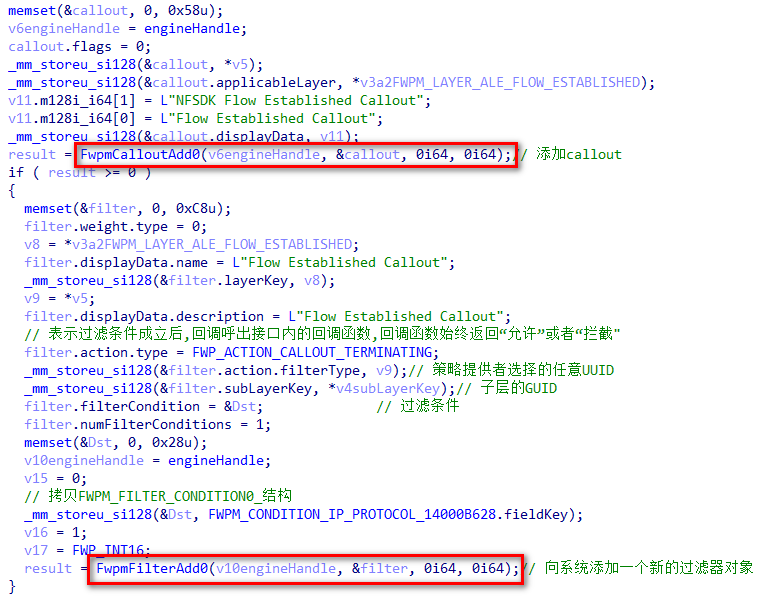 memset(&callout, 0, 0x58u);
v6engineHandle = engineHandle;
callout.flags = 0;
_mm_storeu_si128(&callout, *v5);
_mm_storeu_si128(&callout.applicableLayer, *v3a2FWPM_LAYER_ALE_FLOW_ESTABLISHED);
v11.m128i_i64[1] = L"NFSDK Flow Established Callout";
v11.m128i_i64[0] = L"Flow Established Callout";
_mm_storeu_si128(&callout.displayData, v11);
result = FwpmCalloutAdd0(v6engineHandle, &callout, 0i64, 0i64);// 添加callout
if ( result >= 0 )
{
memset(&filter, 0, 0xC8u);
filter.weight.type = 0;
v8 = *v3a2FWPM_LAYER_ALE_FLOW_ESTABLISHED;
filter.displayData.name = L"Flow Established Callout";
_mm_storeu_si128(&filter.layerKey, v8);
v9 = *v5;
filter.displayData.description = L"Flow Established Callout";
// 表示过滤条件成立后,回调呼出接口内的回调函数,回调函数始终返回“允许”或者“拦截"
filter.action.type = FWP_ACTION_CALLOUT_TERMINATING;
_mm_storeu_si128(&filter.action.filterType, v9);// 策略提供者选择的任意UUID
_mm_storeu_si128(&filter.subLayerKey, *v4subLayerKey);// 子层的GUID
filter.filterCondition = &Dst; // 过滤条件
filter.numFilterConditions = 1;
memset(&Dst, 0, 0x28u);
v10engineHandle = engineHandle;
v15 = 0;
// 拷贝FWPM_FILTER_CONDITION0_结构
_mm_storeu_si128(&Dst, FWPM_CONDITION_IP_PROTOCOL_14000B628.fieldKey);
v16 = 1;
v17 = FWP_INT16;
result = FwpmFilterAdd0(v10engineHandle, &filter, 0i64, 0i64);// 向系统添加一个新的过滤器对象
}